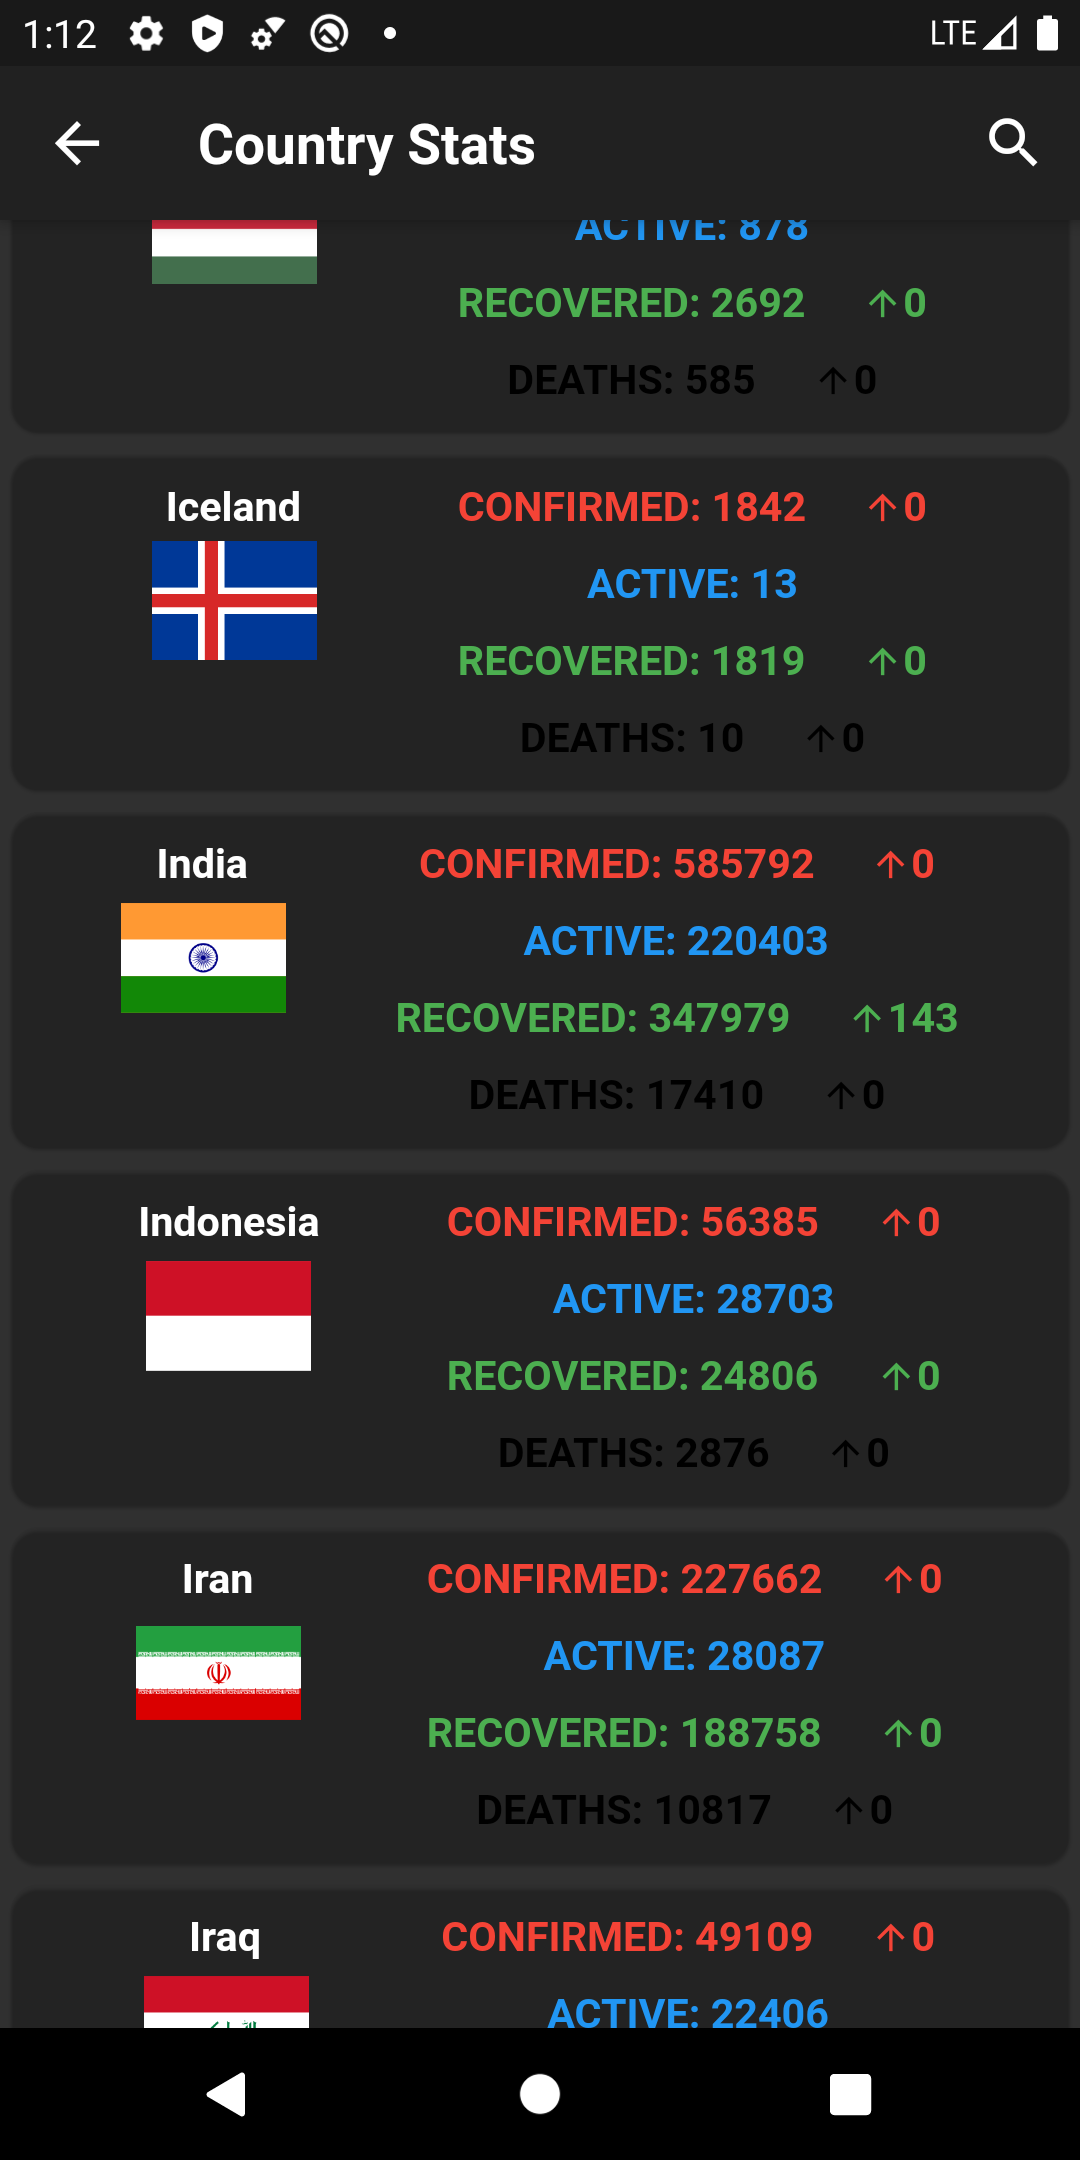 1:12
LTE
Country Stats
ACTIVE: 878
RECOVERED: 2692 ↑0
DEATHS: 585 ↑0
Iceland
CONFIRMED: 1842 ↑0
ACTIVE: 13
RECOVERED: 1819 ↑0
DEATHS: 10 ↑0
India
CONFIRMED: 585792 ↑0
ACTIVE: 220403
RECOVERED: 347979 ↑143
DEATHS: 17410 ↑0
Indonesia
CONFIRMED: 56385 ↑0
ACTIVE: 28703
RECOVERED: 24806 ↑0
DEATHS: 2876 ↑0
Iran
CONFIRMED: 227662 ↑0
ACTIVE: 28087
RECOVERED: 188758 ↑0
DEATHS: 10817 ↑0
Iraq
CONFIRMED: 49109 ↑0
ACTIVE: 22406